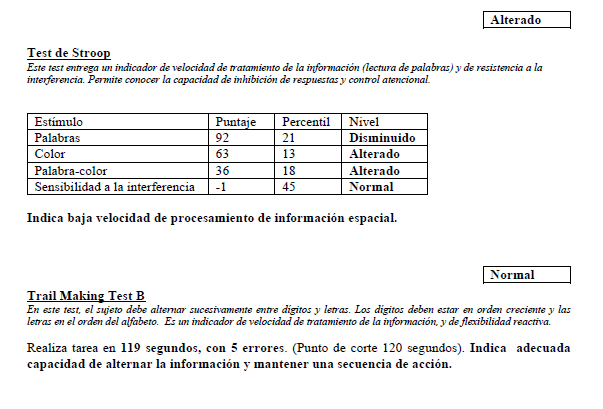 Alterado
Test de Stroop
Este test entrega un indicador de velocidad de tratamiento de la información (lectura de palabras) y de resistencia a la
interferencia. Permite conocer la capacidad de inhibición de respuestas y control atencional.
Estímulo Puntaje Percentil Nivel
Palabras 92 21 Disminuido
Color 63 13 Alterado
Palabra-color 36 18 Alterado
Sensibilidad a la interferencia -1 45 Normal
Indica baja velocidad de procesamiento de información espacial.
Normal
Trail Making Test B
En este test, el sujeto debe alternar sucesivamente entre dígitos y letras. Los dígitos deben estar en orden creciente y las
letras en el orden del alfabeto. Es un indicador de velocidad de tratamiento de la información, y de flexibilidad reactiva.
Realiza tarea en 119 segundos, con 5 errores. (Punto de corte 120 segundos). Indica adecuada
capacidad de alternar la información y mantener una secuencia de acción.